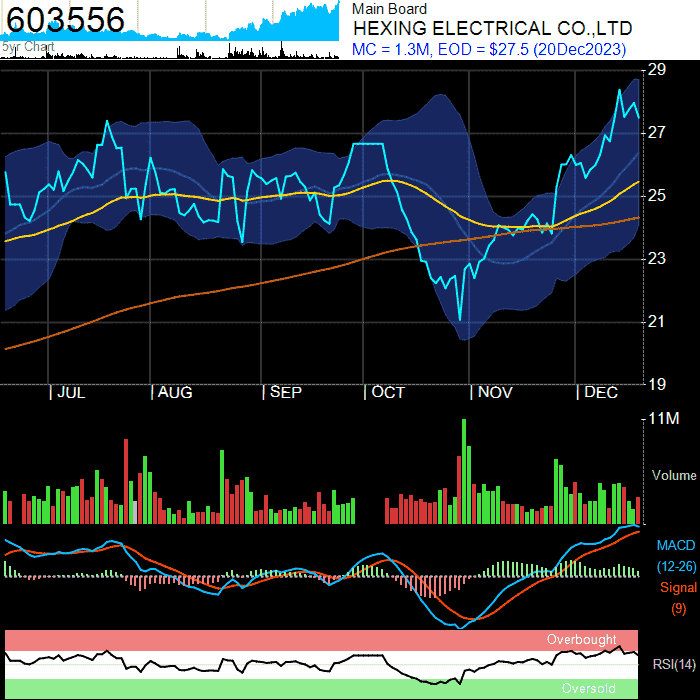 603556
5yr Chart
Main Board
HEXING ELECTRICAL CO.,LTD
MC = 1.3M, EOD = $27.5 (20Dec2023)
29
27
25
23
21
19
| JUL | AUG | SEP | OCT | NOV | DEC
11M
Volume
MACD
(12-26)
Signal
(9)
Overbought
RSI(14)
Oversold